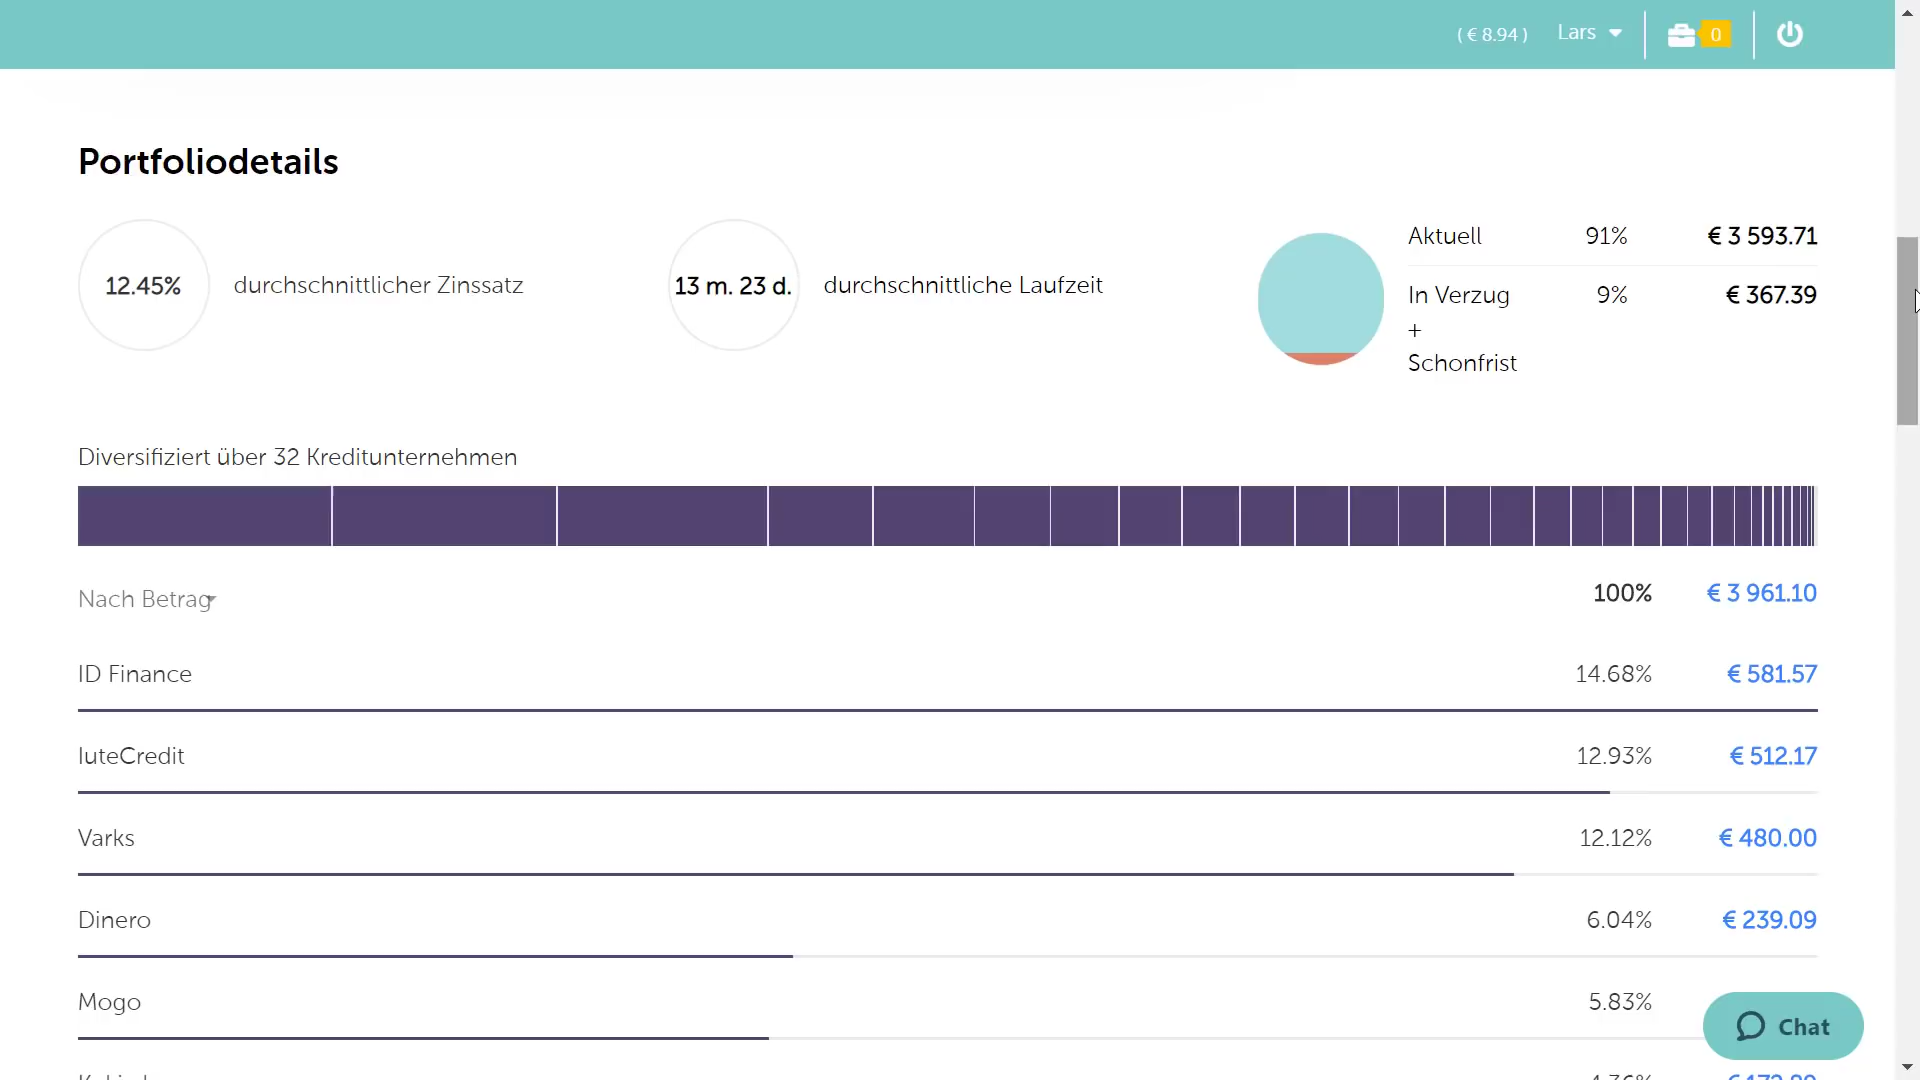 ( € 8.94 ) Lars 0
Portfoliodetails
12.45% durchschnittlicher Zinssatz
13 m. 23 d. durchschnittliche Laufzeit
Aktuell 91% € 3 593.71
In Verzug 9% € 367.39
+
Schonfrist
Diversifiziert über 32 Kreditunternehmen
Nach Betrag 100% € 3 961.10
ID Finance 14.68% € 581.57
IuteCredit 12.93% € 512.17
Varks 12.12% € 480.00
Dinero 6.04% € 239.09
Mogo 5.83%
Chat